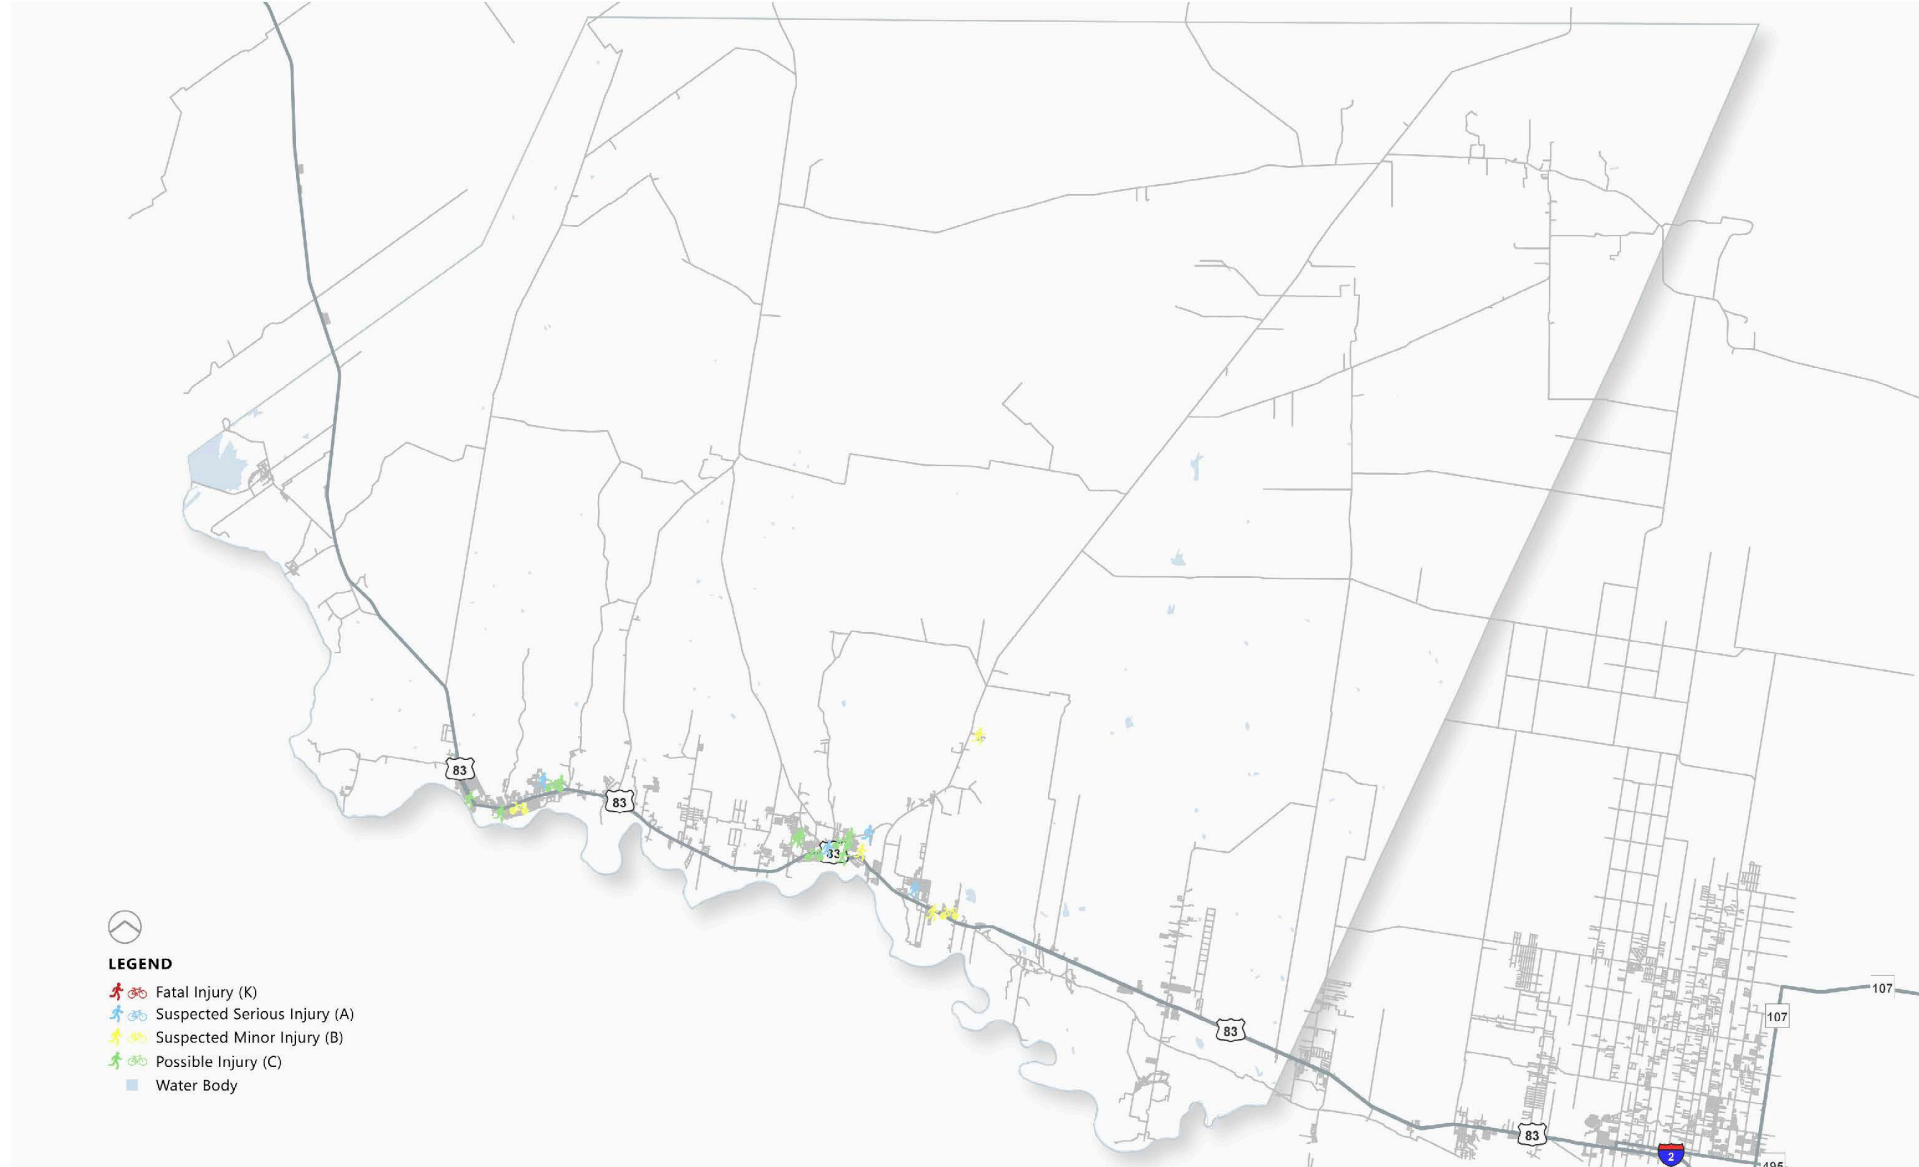 83
83
83
LEGEND
Fatal Injury (K)
Suspected Serious Injury (A)
Suspected Minor Injury (B)
Possible Injury (C)
Water Body
107
107
83
83
2
495